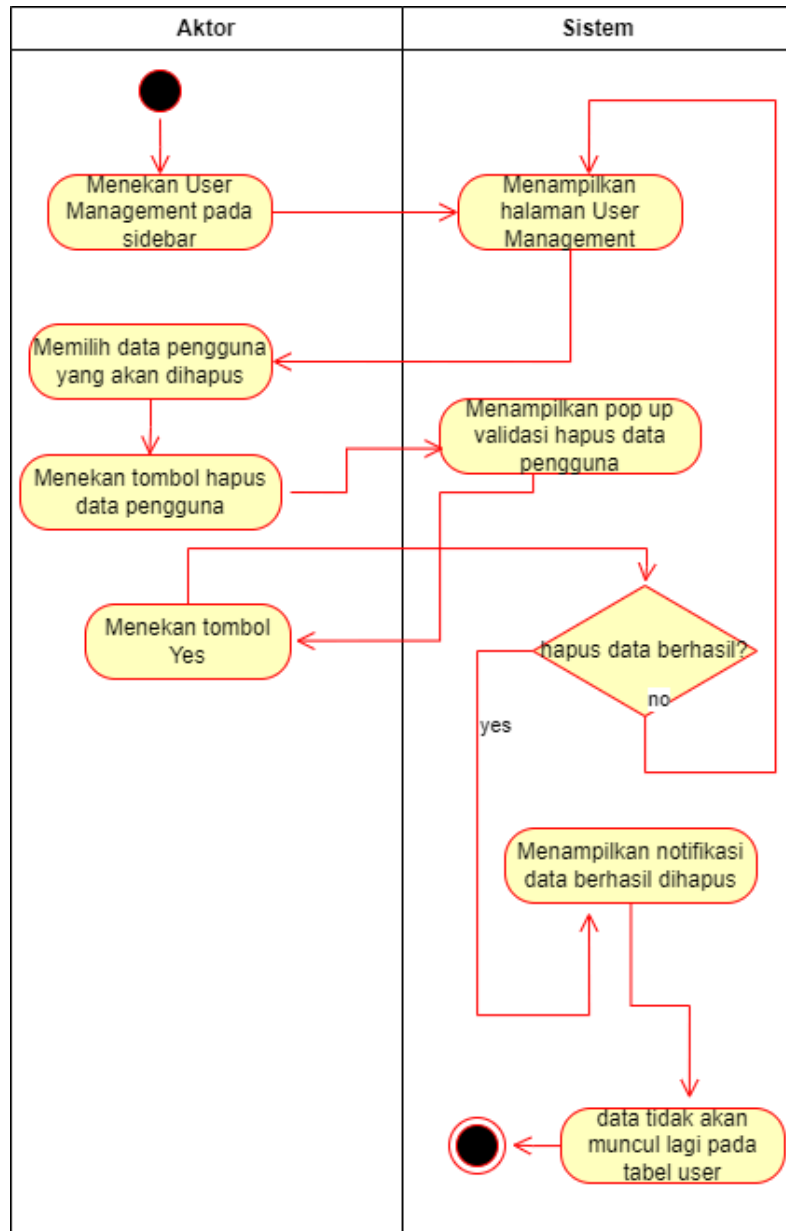 Aktor
Sistem
Menekan User
Management pada
sidebar
Menampilkan
halaman User
Management
Memilih data pengguna
yang akan dihapus
Menekan tombol hapus
data pengguna
Menampilkan pop up
validasi hapus data
pengguna
Menekan tombol
Yes
hapus data berhasil?
no
yes
Menampilkan notifikasi
data berhasil dihapus
data tidak akan
muncul lagi pada
tabel user